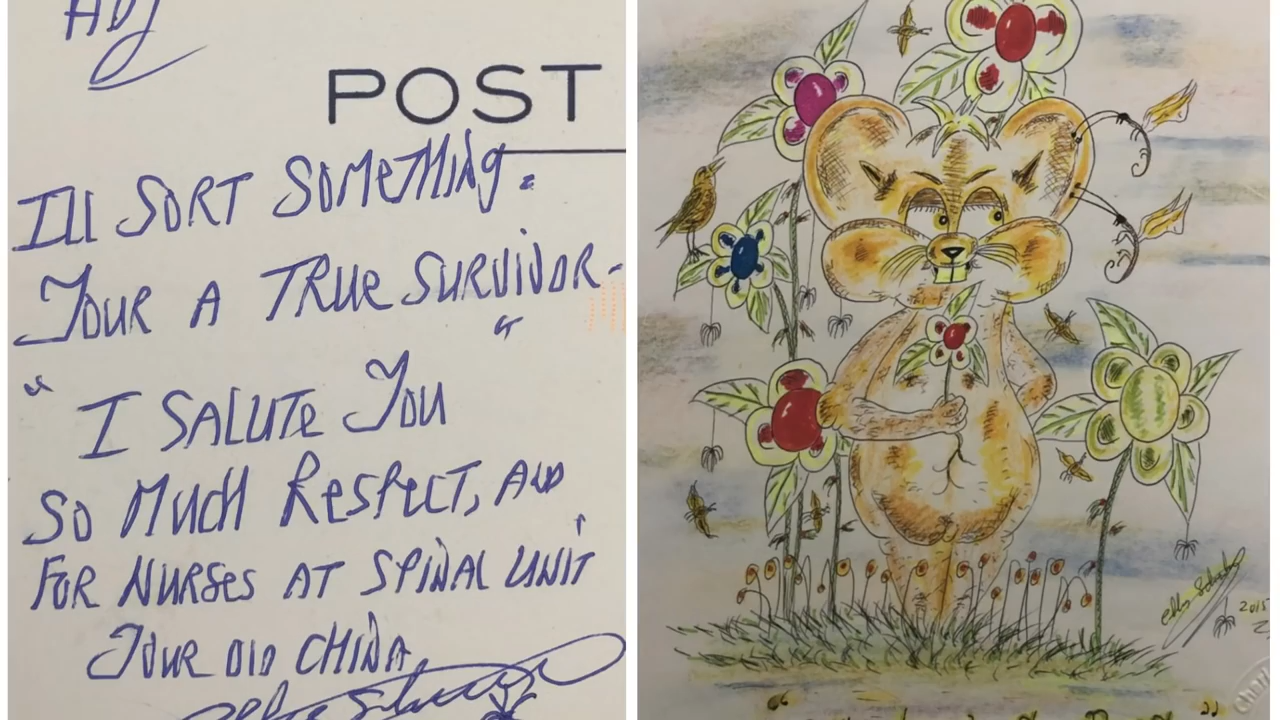 ADJ
POST
Ill SORT SOMETHING.
YOUR A TRUE SURVIVOR-
"I SALUTE YOU"
SO MUCH RESPECT, AND
FOR NURSES AT SPINAL UNIT
YOUR OLD CHINA
2015